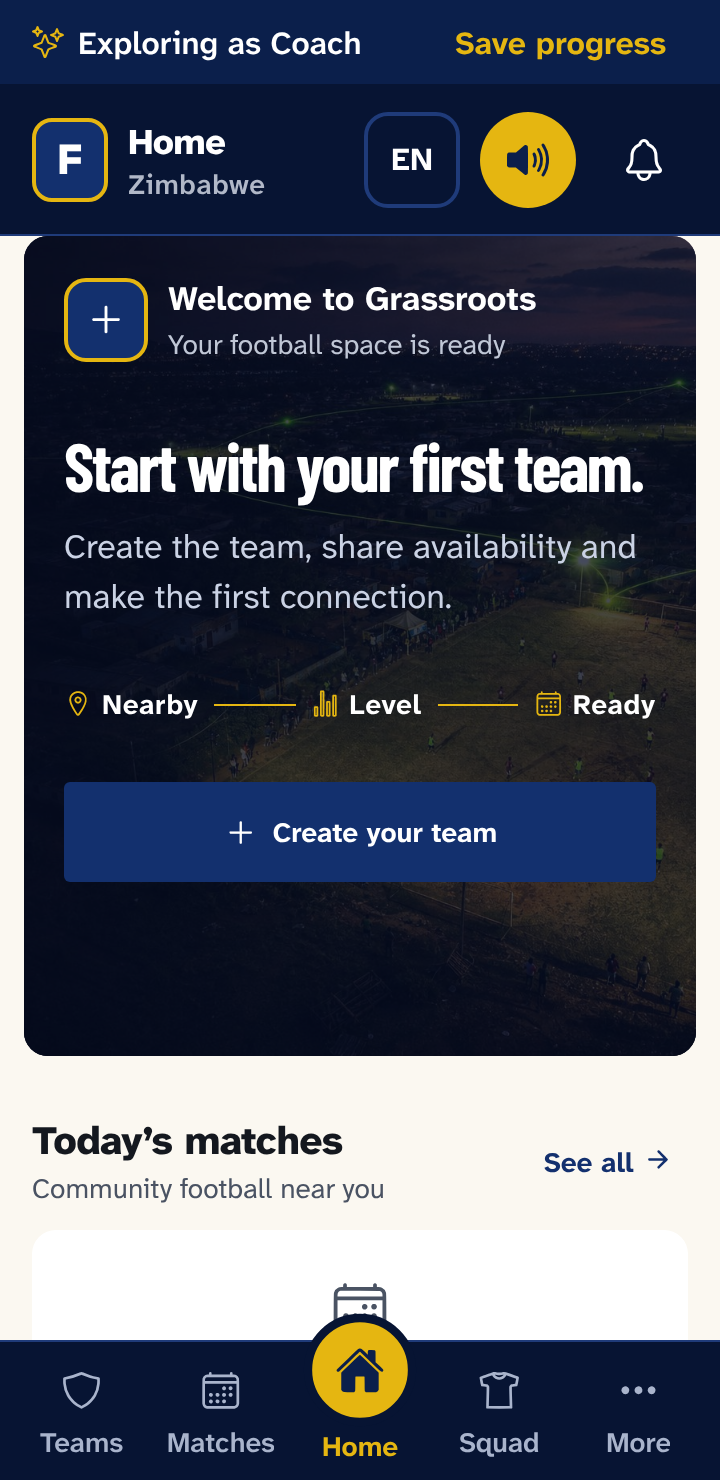 Exploring as Coach
Save progress
F
Home
Zimbabwe
EN
Welcome to Grassroots
Your football space is ready
Start with your first team.
Create the team, share availability and
make the first connection.
Nearby
Level
Ready
Create your team
Today’s matches
Community football near you
See all
Teams
Matches
Home
Squad
More